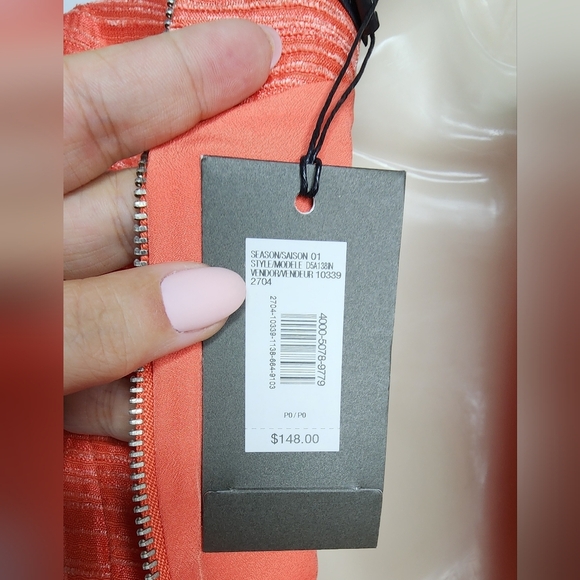 SEASON/SAISON 01
STYLE/MODELE D5A138IN
VENDOR/VENDEUR 10339
2704
4000-5078-9779
2704-10339-1138-664-9103
P0/P0
$148.00